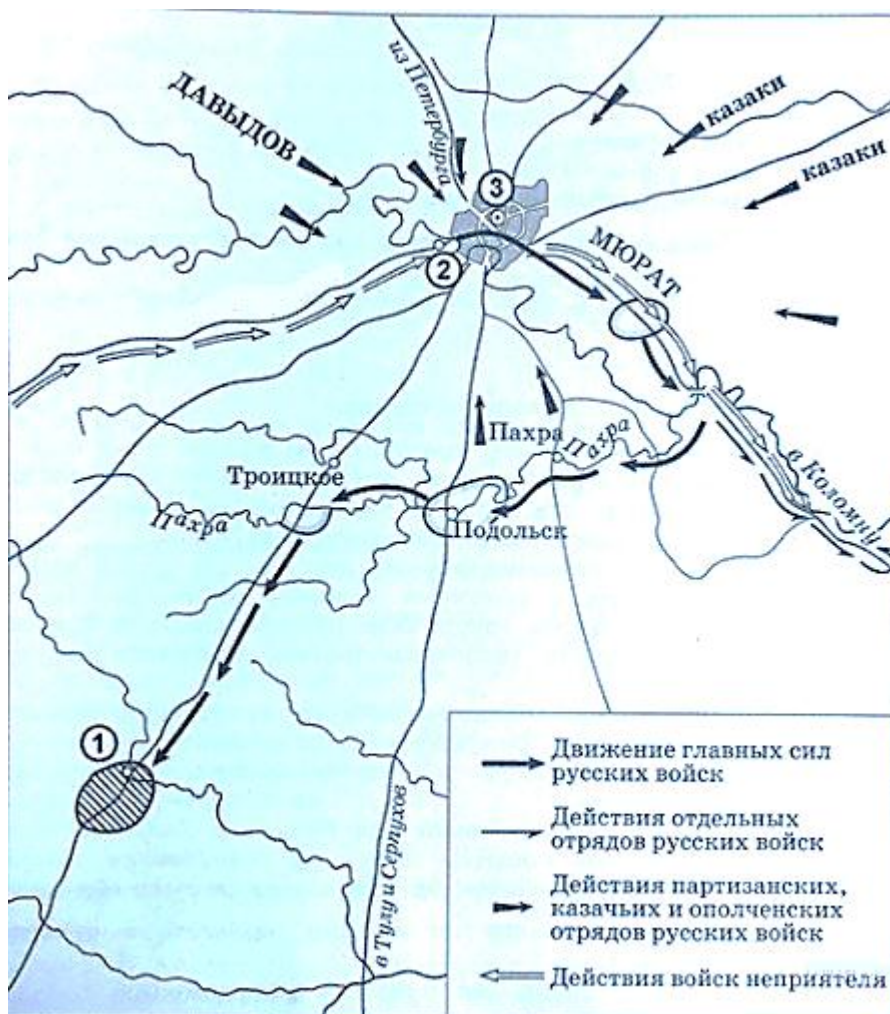 из Петербурга
ДАВЫДОВ
казаки
казаки
3
2
МЮРАТ
Пахра
Пахра
в Коломну
Троицкое
Пахра
Подольск
1
в Тулу и Серпухов
Движение главных сил
русских войск
Действия отдельных
отрядов русских войск
Действия партизанских,
казачьих и ополченских
отрядов русских войск
Действия войск неприятеля